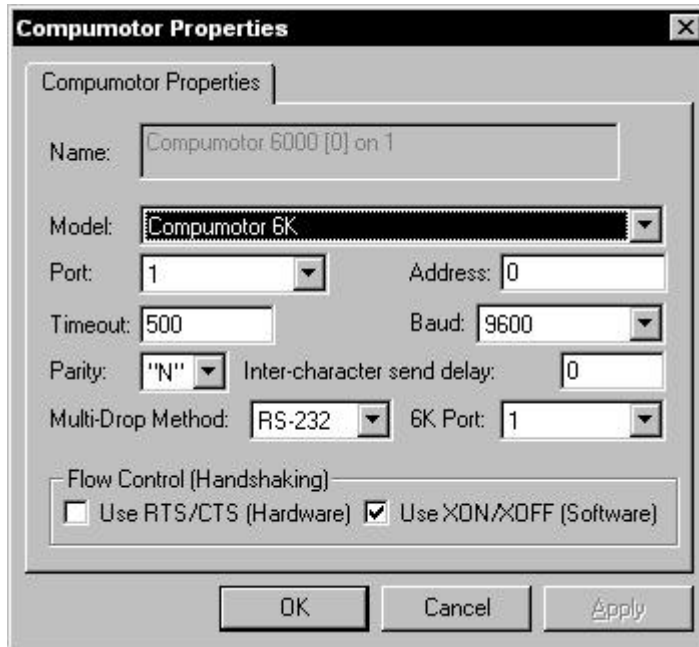 Compumotor Properties
Compumotor Properties
Name: Compumotor 6000 [0] on 1
Model: Compumotor 6K
Port: 1 Address: 0
Timeout: 500 Baud: 9600
Parity: "N" Inter-character send delay: 0
Multi-Drop Method: RS-232 6K Port: 1
Flow Control (Handshaking)
Use RTS/CTS (Hardware) Use XON/XOFF (Software)
OK Cancel Apply